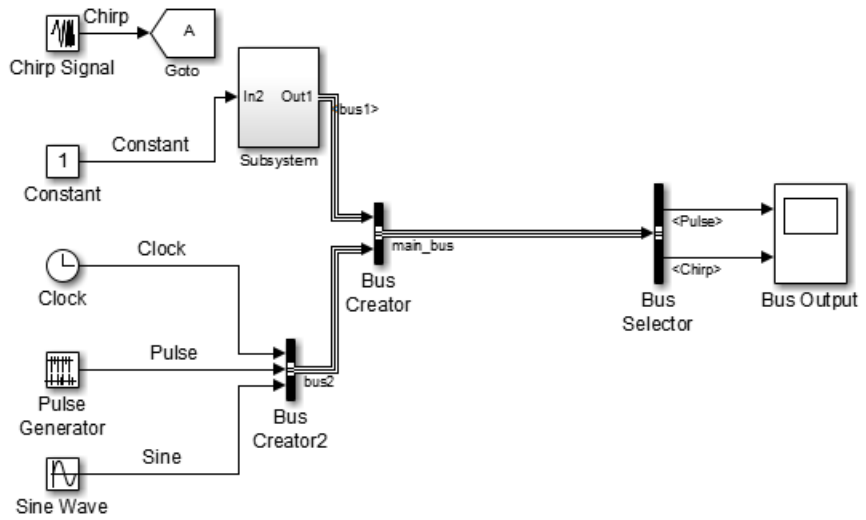 Chirp
A
Chirp Signal
Goto
In2
Out1
<bus1>
Constant
Subsystem
1
Constant
<Pulse>
main_bus
<Chirp>
Clock
Bus
Creator
Bus
Selector
Bus Output
Clock
Pulse
bus2
Pulse
Generator
Bus
Creator2
Sine
Sine Wave